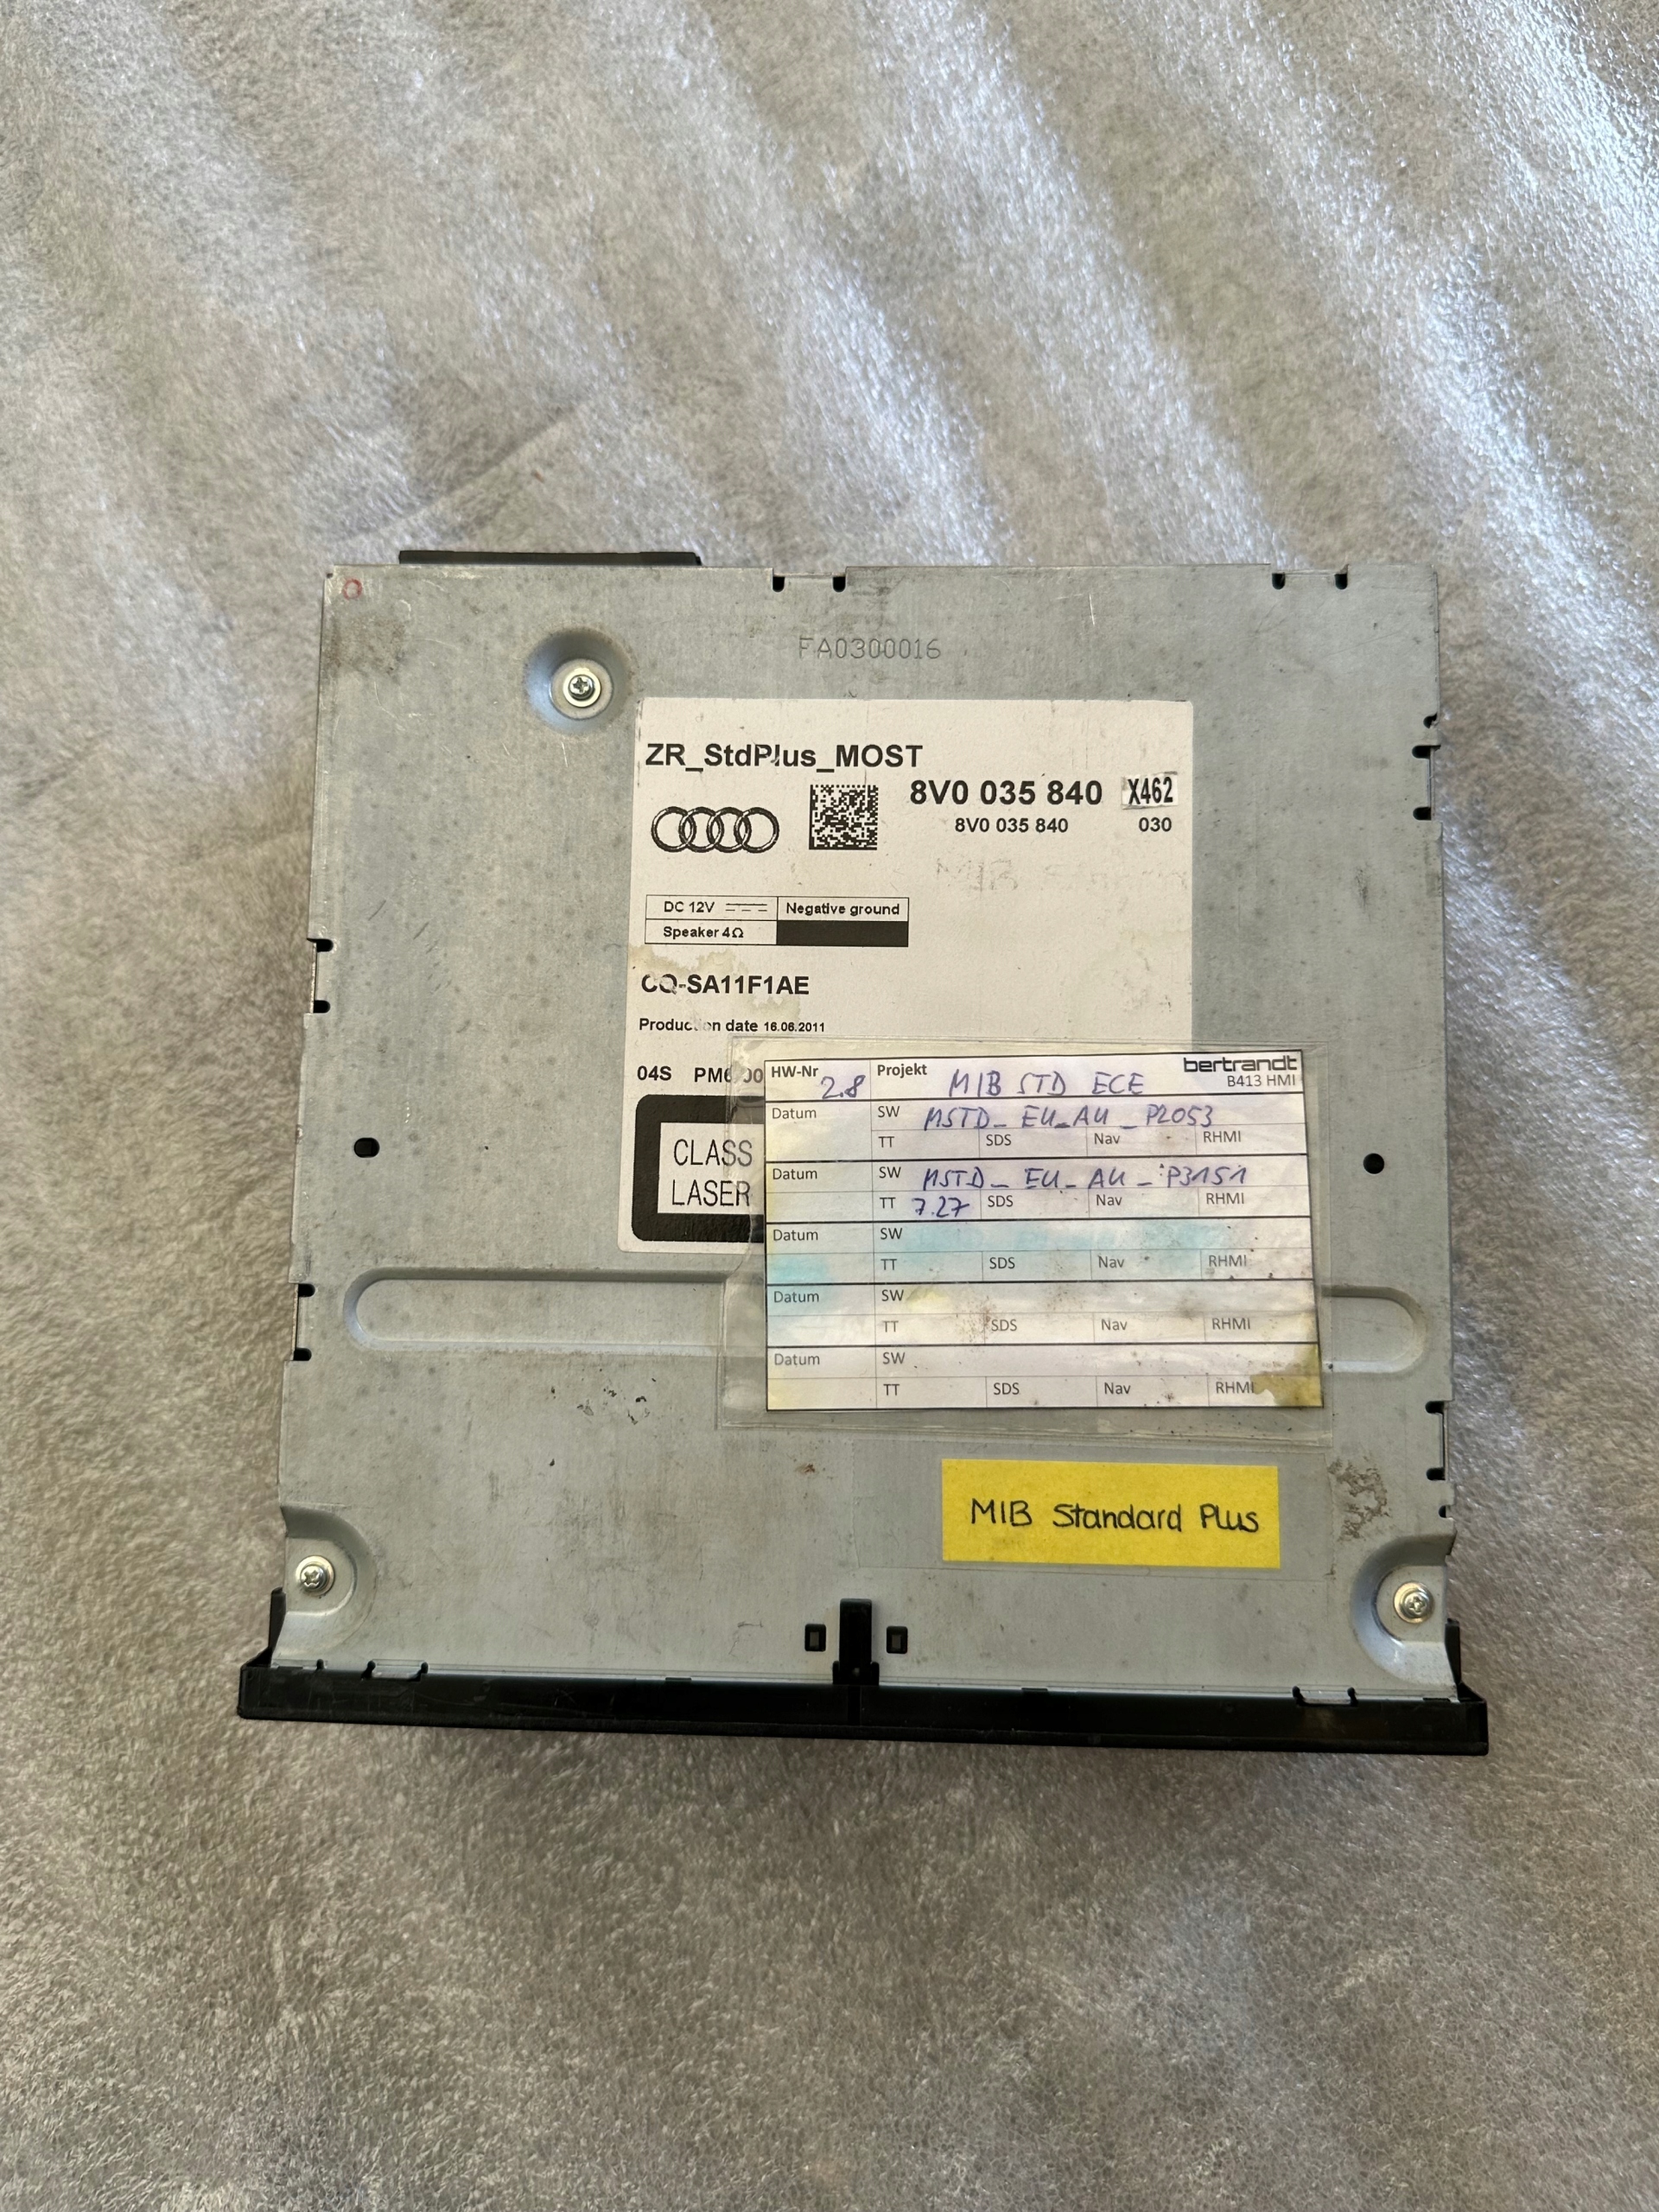 FA0300016
ZR_StdPlus_MOST
8V0 035 840 X462
8V0 035 840 030
DC 12V Negative ground
Speaker 4Ω
CQ-SA11F1AE
Production date 16.06.2011
04S
CLASS
LASER
HW-Nr 2.8 Projekt MIB STD ECE bertrandt
B413 HMI
Datum SW MSTD_EU_AU_P2053
TT SDS Nav RHMI
Datum SW MSTD_EU_AU_P3151
TT 7.27 SDS Nav RHMI
Datum SW
TT SDS Nav RHMI
Datum SW
TT SDS Nav RHMI
Datum SW
TT SDS Nav RHMI
MIB Standard Plus